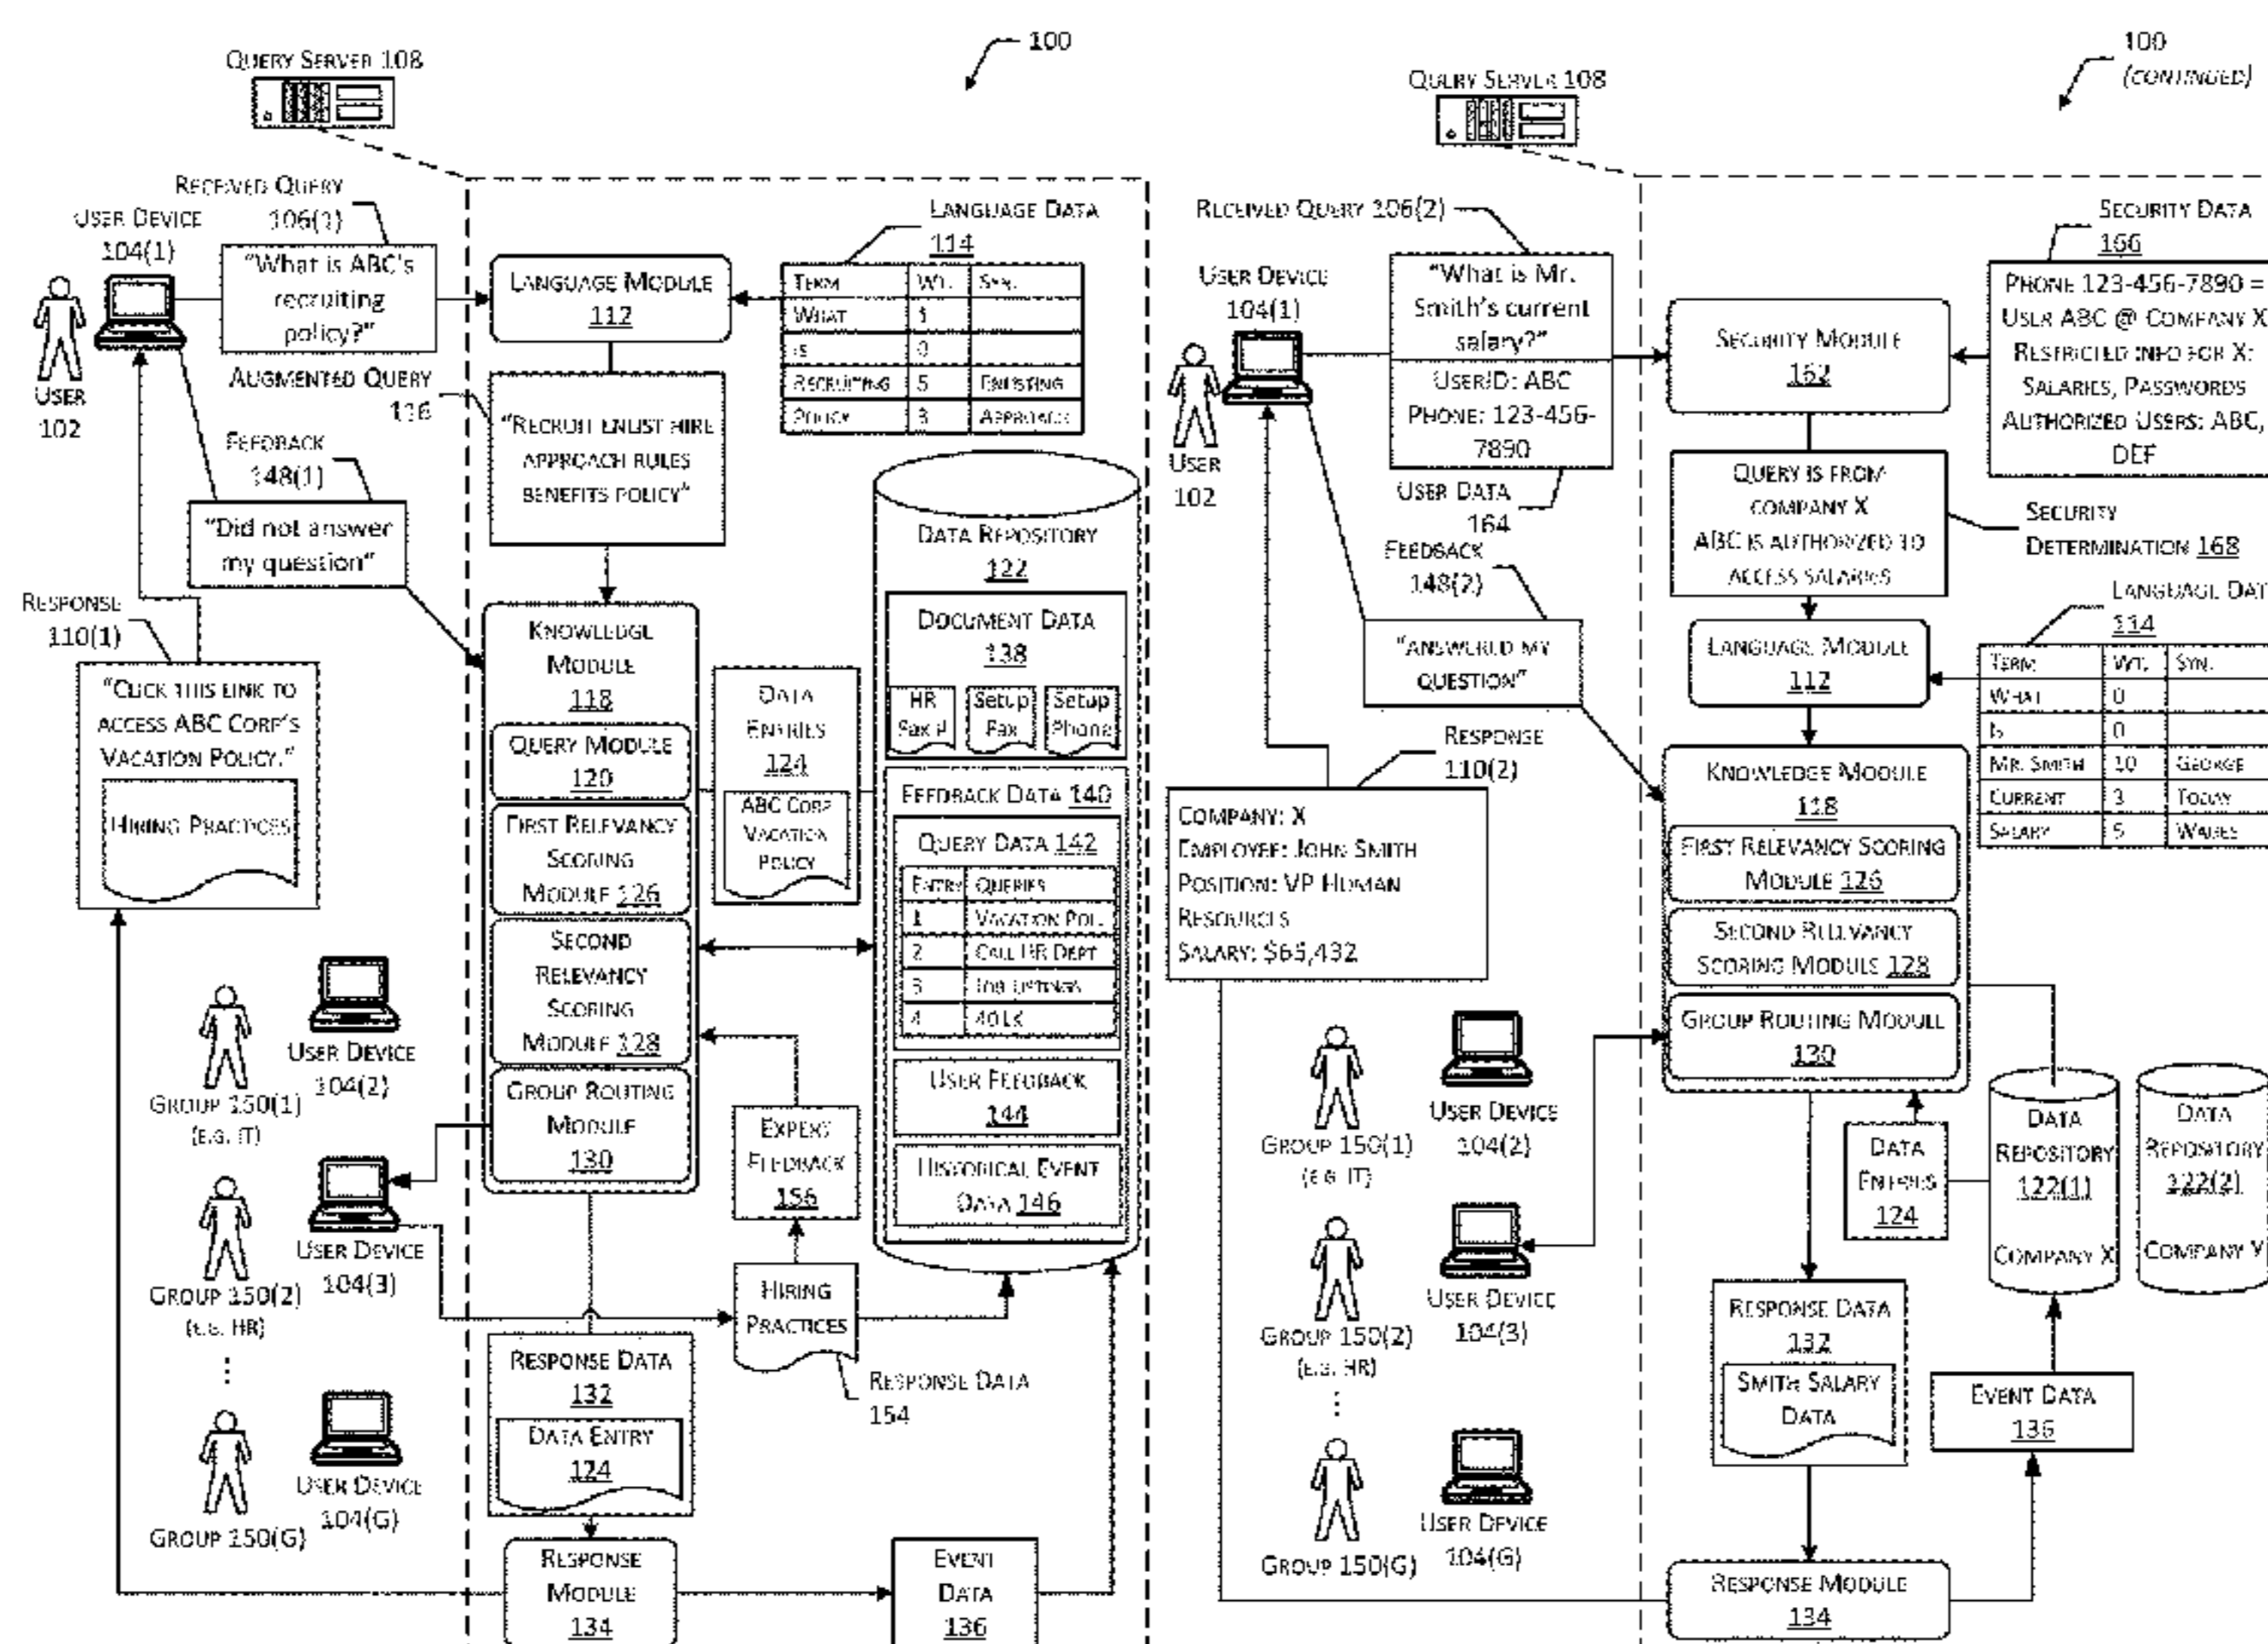 100
QUERY SERVER 108
RECEIVED QUERY
106(1)
USER DEVICE
104(1)
"What is ABC's
recruiting
policy?"
USER
102
LANGUAGE MODULE
112
LANGUAGE DATA
114
TERM WT. SYN.
WHAT
IS 0
RECRUITING 5 ENLISTING
POLICY 3 APPROACH
AUGMENTED QUERY
116
"RECRUIT ENLIST HIRE
APPROACH RULES
BENEFITS POLICY"
FEEDBACK
148(1)
"Did not answer
my question"
RESPONSE
110(1)
"CLICK THIS LINK TO
ACCESS ABC CORP'S
VACATION POLICY."
HIRING PRACTICES
KNOWLEDGE
MODULE
118
QUERY MODULE
120
FIRST RELEVANCY
SCORING
MODULE 126
SECOND
RELEVANCY
SCORING
MODULE 128
GROUP ROUTING
MODULE
130
DATA
ENTRIES
124
ABC CORP
VACATION
POLICY
DATA REPOSITORY
122
DOCUMENT DATA
138
HR
Fax #
Setup
Fax
Setup
Phone
FEEDBACK DATA 140
QUERY DATA 142
ENTRY QUERIES
1 VACATION POL.
2 CALL HR DEPT
3 JOB LISTINGS
4 401K
USER FEEDBACK
144
HISTORICAL EVENT
DATA 146
EXPERT
FEEDBACK
156
HIRING
PRACTICES
RESPONSE DATA
154
USER DEVICE
104(2)
GROUP 150(1)
(E.G. IT)
USER DEVICE
104(3)
GROUP 150(2)
(E.G. HR)
USER DEVICE
104(G)
GROUP 150(G)
RESPONSE DATA
132
DATA ENTRY
124
RESPONSE
MODULE
134
EVENT
DATA
136
100
(CONTINUED)
QUERY SERVER 108
RECEIVED QUERY 106(2)
USER DEVICE
104(1)
"What is Mr.
Smith's current
salary?"
USERID: ABC
PHONE: 123-456-
7890
USER
102
USER DATA
164
SECURITY MODULE
162
SECURITY DATA
166
PHONE 123-456-7890 =
USER ABC @ COMPANY X
RESTRICTED INFO FOR X:
SALARIES, PASSWORDS
AUTHORIZED USERS: ABC,
DEF
QUERY IS FROM
COMPANY X
ABC IS AUTHORIZED TO
ACCESS SALARIES
SECURITY
DETERMINATION 168
FEEDBACK
148(2)
"ANSWERED MY
QUESTION"
LANGUAGE MODULE
112
LANGUAGE DAT
114
TERM WT. SYN.
WHAT 0
IS 0
MR. SMITH 10 GEORGE
CURRENT 3 TODAY
SALARY 5 WAGES
RESPONSE
110(2)
COMPANY: X
EMPLOYEE: JOHN SMITH
POSITION: VP HUMAN
RESOURCES
SALARY: $65,432
KNOWLEDGE MODULE
118
FIRST RELEVANCY SCORING
MODULE 126
SECOND RELEVANCY
SCORING MODULE 128
GROUP ROUTING MODULE
130
USER DEVICE
104(2)
GROUP 150(1)
(E.G. IT)
USER DEVICE
104(3)
GROUP 150(2)
(E.G. HR)
USER DEVICE
104(G)
GROUP 150(G)
DATA
ENTRIES
124
DATA
REPOSITORY
122(1)
COMPANY X
DATA
REPOSITORY
122(2)
COMPANY Y
RESPONSE DATA
132
SMITH SALARY
DATA
EVENT DATA
136
RESPONSE MODULE
134